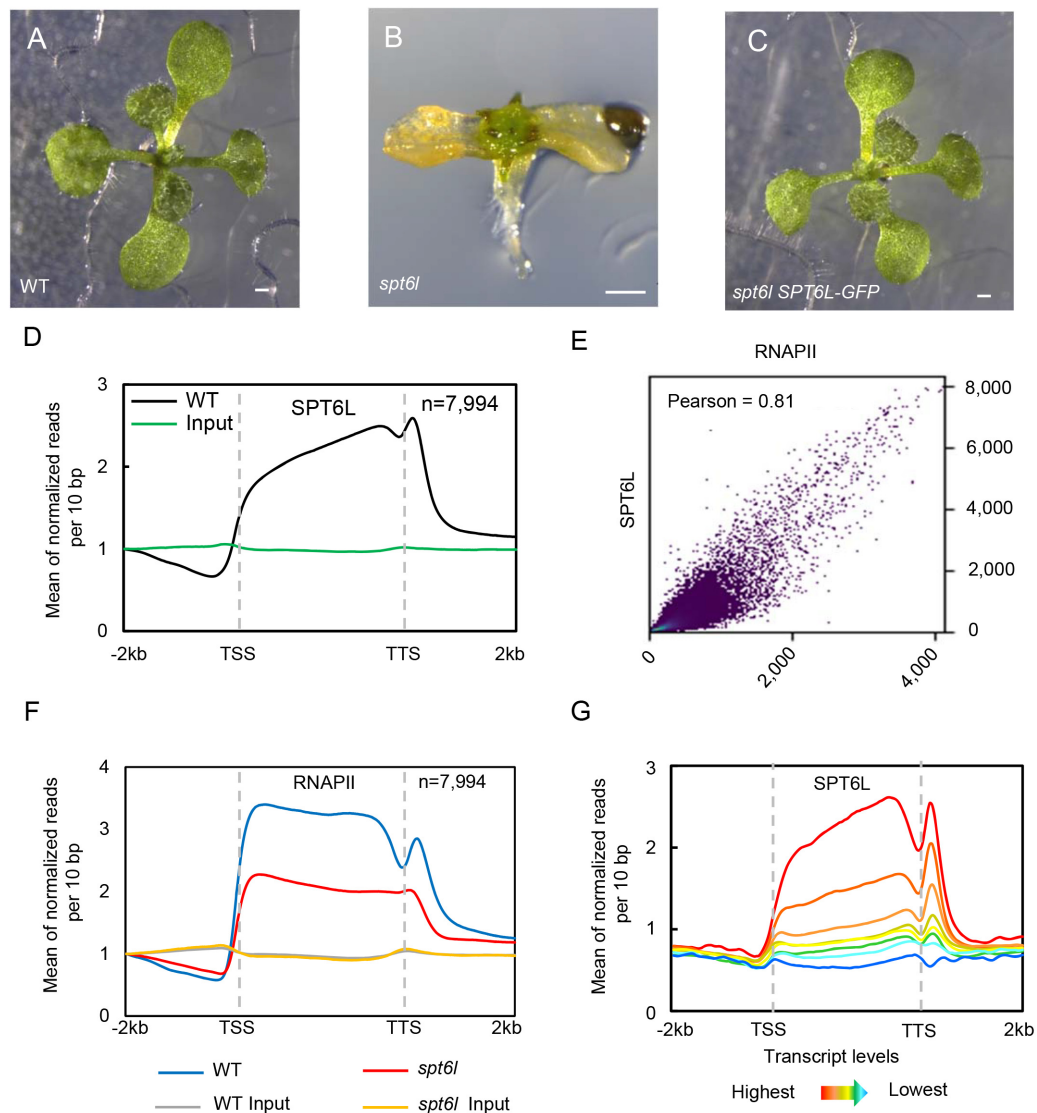 A
WT
B
spt6l
C
spt6l SPT6L-GFP
D
Mean of normalized reads
per 10 bp
3
2
1
0
WT
Input
SPT6L
n=7,994
-2kb
TSS
TTS
2kb
E
RNAPII
Pearson = 0.81
SPT6L
8,000
6,000
4,000
2,000
0
0
2,000
4,000
F
Mean of normalized reads
per 10 bp
4
3
2
1
0
RNAPII
n=7,994
-2kb
TSS
TTS
2kb
WT
spt6l
WT Input
spt6l Input
G
Mean of normalized reads
per 10 bp
3
2
1
0
SPT6L
-2kb
TSS
TTS
2kb
Transcript levels
Highest
Lowest